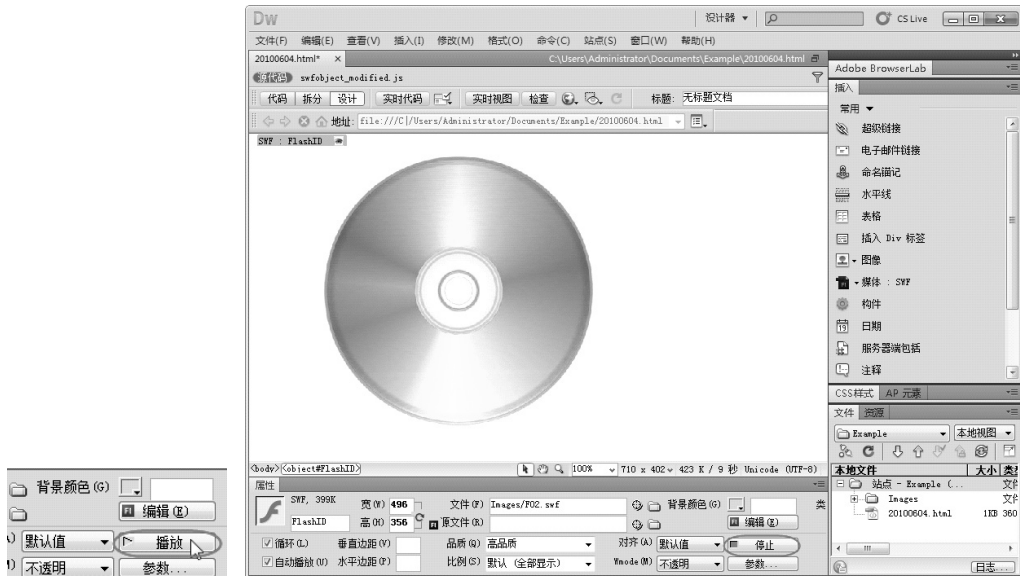 Dw 设计器 CS Live
文件(F) 编辑(E) 查看(V) 插入(I) 修改(M) 格式(O) 命令(C) 站点(S) 窗口(W) 帮助(H)
20100604.html* × C:\Users\Administrator\Documents\Example\20100604.html
源代码 swfobject_modified.js
代码 拆分 设计 实时代码 实时视图 检查 标题: 无标题文档
地址: file:///C|/Users/Administrator/Documents/Example/20100604.html
SWF : FlashID
Adobe BrowserLab
插入
常用
超级链接
电子邮件链接
命名锚记
水平线
表格
插入 Div 标签
图像
媒体 : SWF
构件
日期
服务器端包括
注释
CSS样式 AP 元素
文件 资源
Example 本地视图
本地文件 大小 类型
站点 - Example (... 文件
Images 文件
20100604.html 1KB 360
日志...
<body> <object#FlashID> 100% 710 x 402 423 K / 9 秒 Unicode (UTF-8)
属性
SWF, 399K 宽(W) 496 文件(F) Images/F02.swf 背景颜色(G) 类
FlashID 高(H) 356 源文件(R) 编辑(E)
循环(L) 垂直边距(V) 品质(Q) 高品质 对齐(A) 默认值 停止
自动播放(U) 水平边距(P) 比例(S) 默认 (全部显示) Wmode(M) 不透明 参数...
背景颜色(G)
编辑(E)
默认值 播放
不透明 参数...